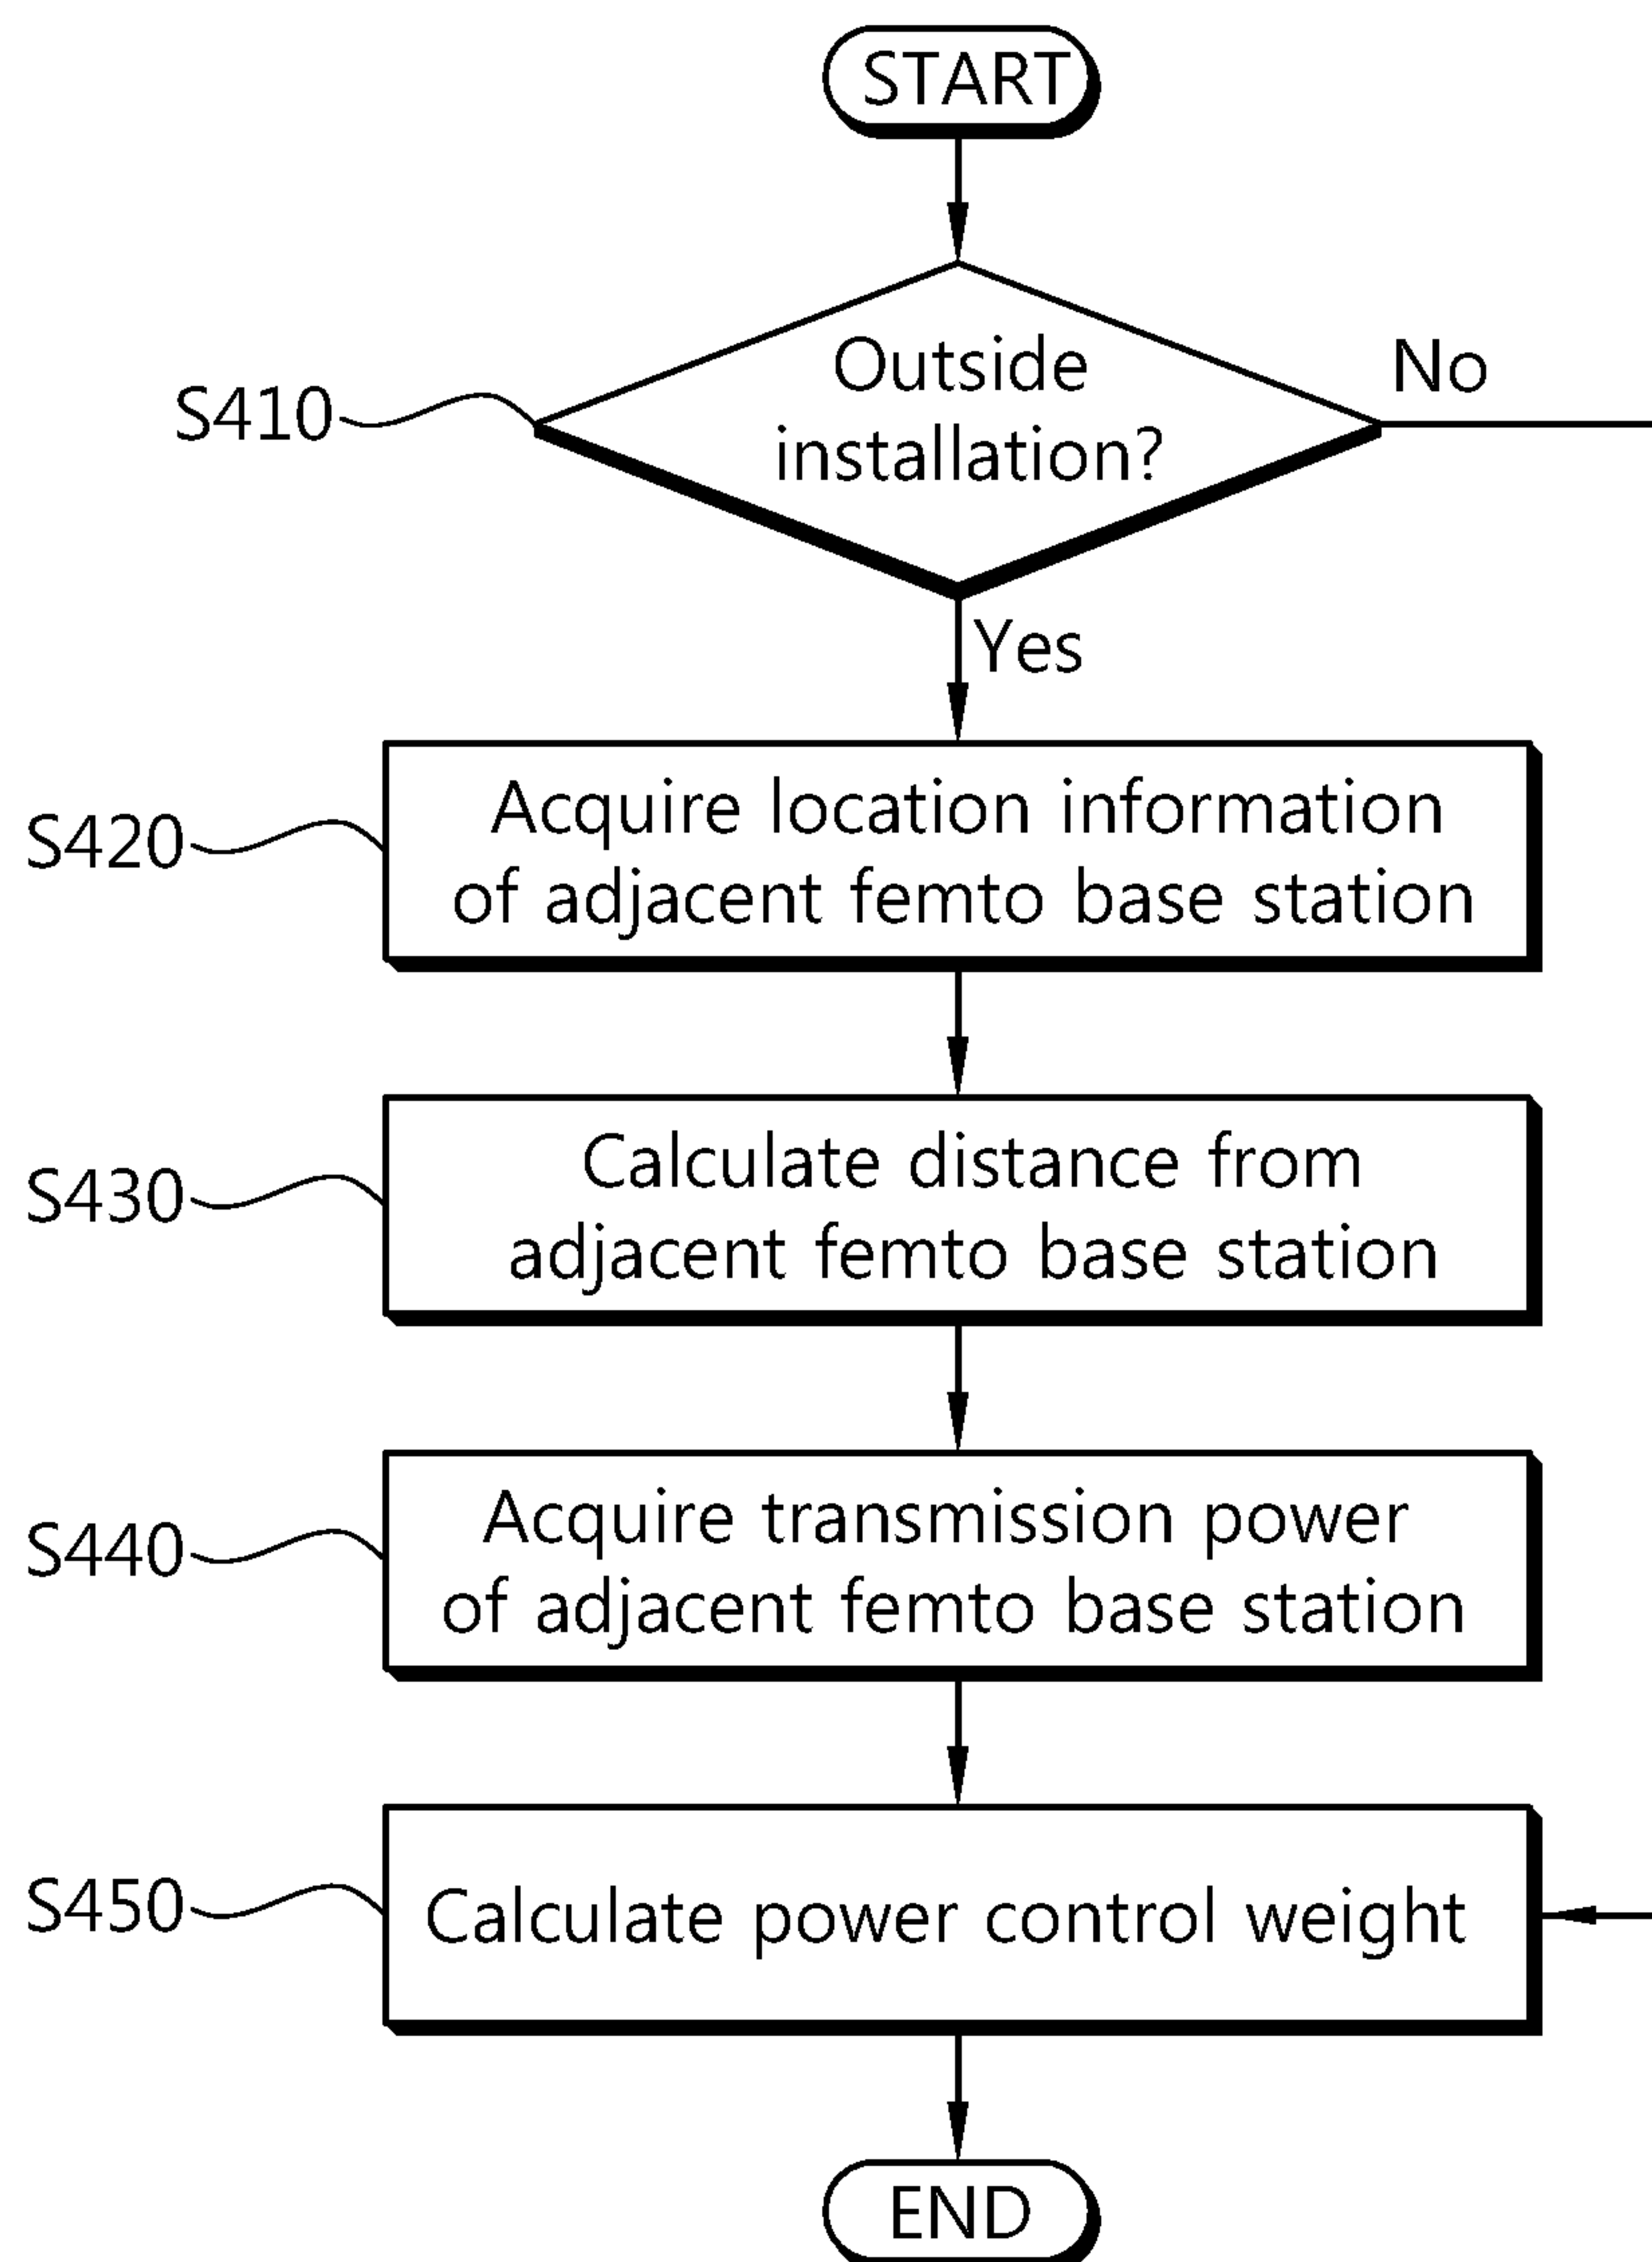 START
Outside
installation?
No
S410
Yes
Acquire location information
of adjacent femto base station
S420
Calculate distance from
adjacent femto base station
S430
Acquire transmission power
of adjacent femto base station
S440
Calculate power control weight
S450
END